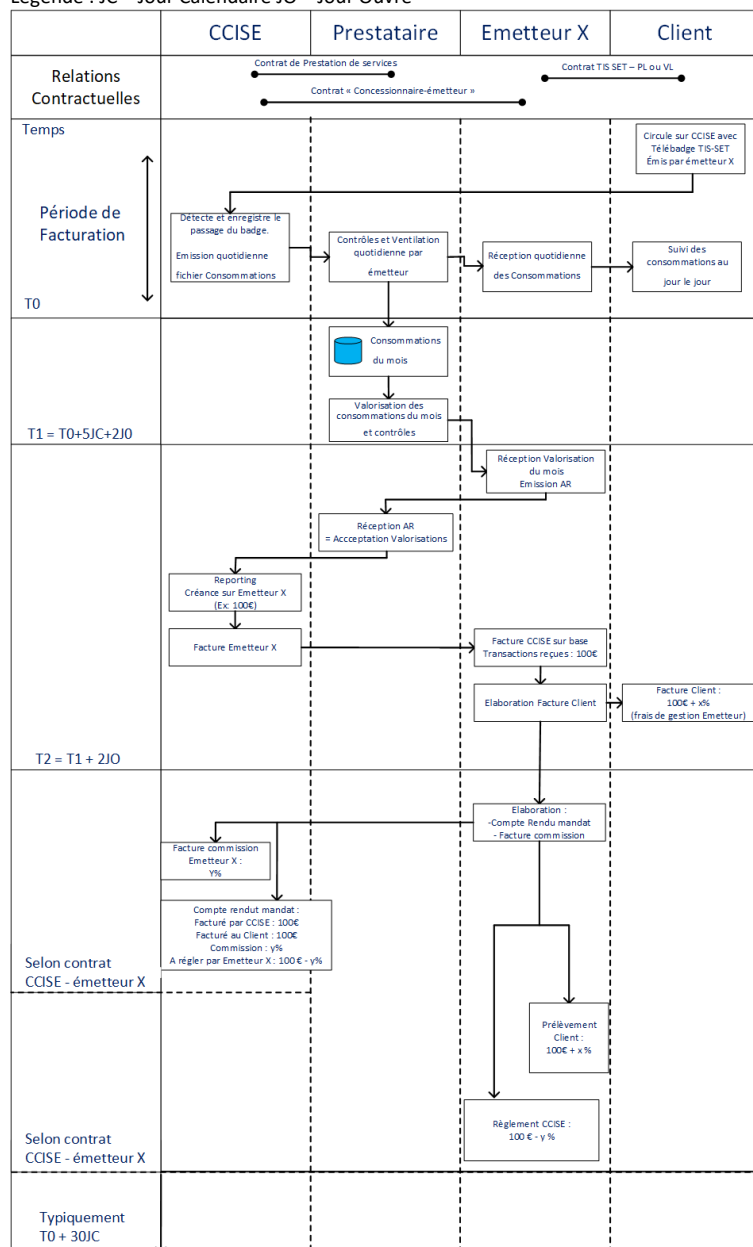 Légende : JC = Jour Calendaire JO = Jour Ouvré
CCISE
Prestataire
Emetteur X
Client
Relations
Contractuelles
Contrat de Prestation de services
Contrat TIS SET – PL ou VL
Contrat « Concessionnaire-émetteur »
Temps
Circule sur CCISE avec
Télébadge TIS-SET
Émis par émetteur X
Période de
Facturation
Détecte et enregistre le
passage du badge.
Emission quotidienne
fichier Consommations
Contrôles et Ventilation
quotidienne par
émetteur
Réception quotidienne
des Consommations
Suivi des
consommations au
jour le jour
T0
Consommations
du mois
Valorisation des
consommations du mois
et contrôles
T1 = T0+5JC+2J0
Réception Valorisation
du mois
Emission AR
Réception AR
= Accceptation Valorisations
Reporting
Créance sur Emetteur X
(Ex: 100€)
Facture Emetteur X
Facture CCISE sur base
Transactions reçues : 100€
Elaboration Facture Client
Facture Client :
100€ + x%
(frais de gestion Emetteur)
T2 = T1 + 2JO
Elaboration :
-Compte Rendu mandat
- Facture commission
Facture commission
Emetteur X :
Y%
Compte rendut mandat :
Facturé par CCISE : 100€
Facturé au Client : 100€
Commission : y%
A régler par Emetteur X : 100 € - y%
Selon contrat
CCISE - émetteur X
Prélèvement
Client :
100€ + x %
Règlement CCISE :
100 € - y %
Selon contrat
CCISE - émetteur X
Typiquement
T0 + 30JC